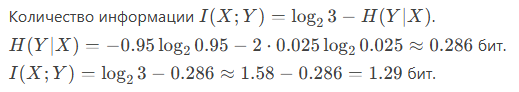 Количество информации I(X;Y) = log₂ 3 − H(Y|X).
H(Y|X) = −0.95 log₂ 0.95 − 2 · 0.025 log₂ 0.025 ≈ 0.286 бит.
I(X;Y) = log₂ 3 − 0.286 ≈ 1.58 − 0.286 = 1.29 бит.